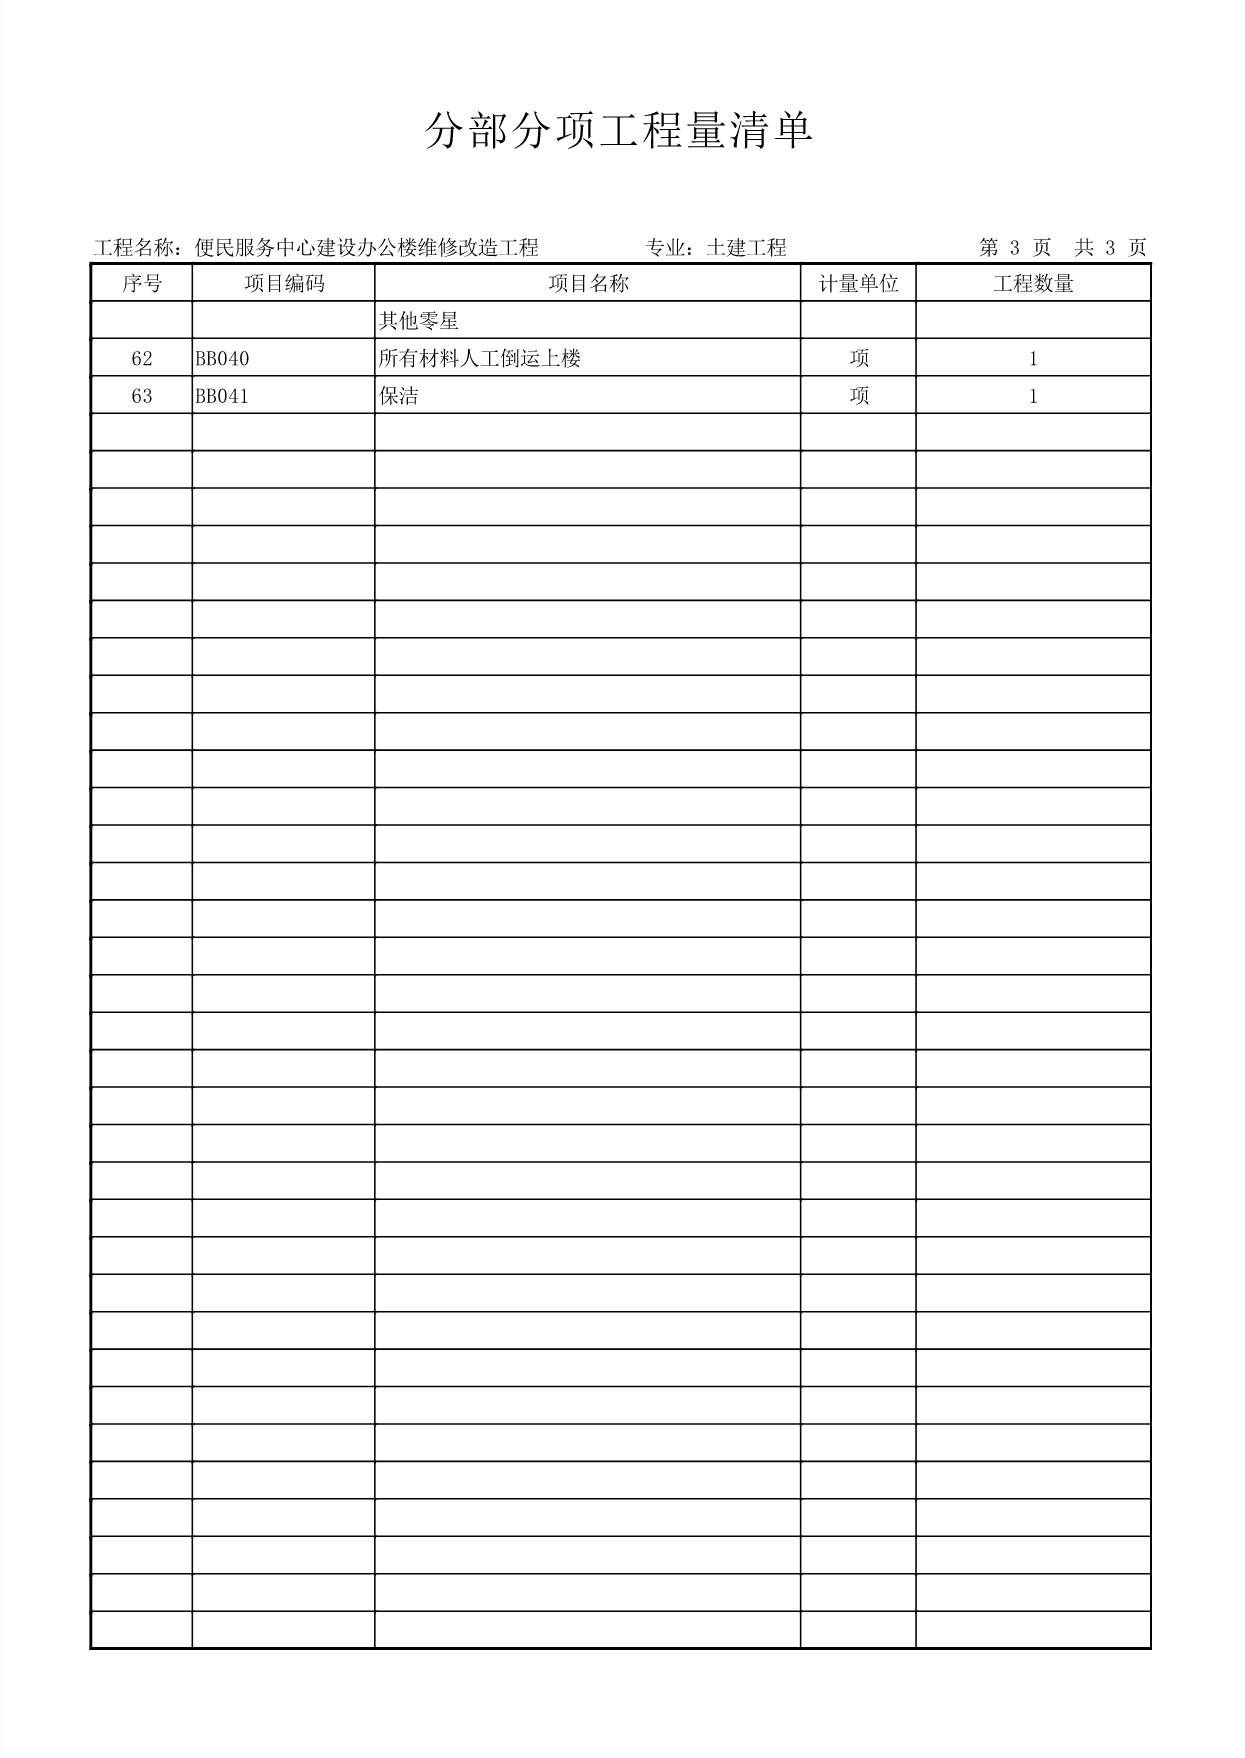 分部分项工程量清单
工程名称：便民服务中心建设办公楼维修改造工程 专业：土建工程 第 3 页 共 3 页
序号 项目编码 项目名称 计量单位 工程数量
其他零星
62 BB040 所有材料人工倒运上楼 项 1
63 BB041 保洁 项 1